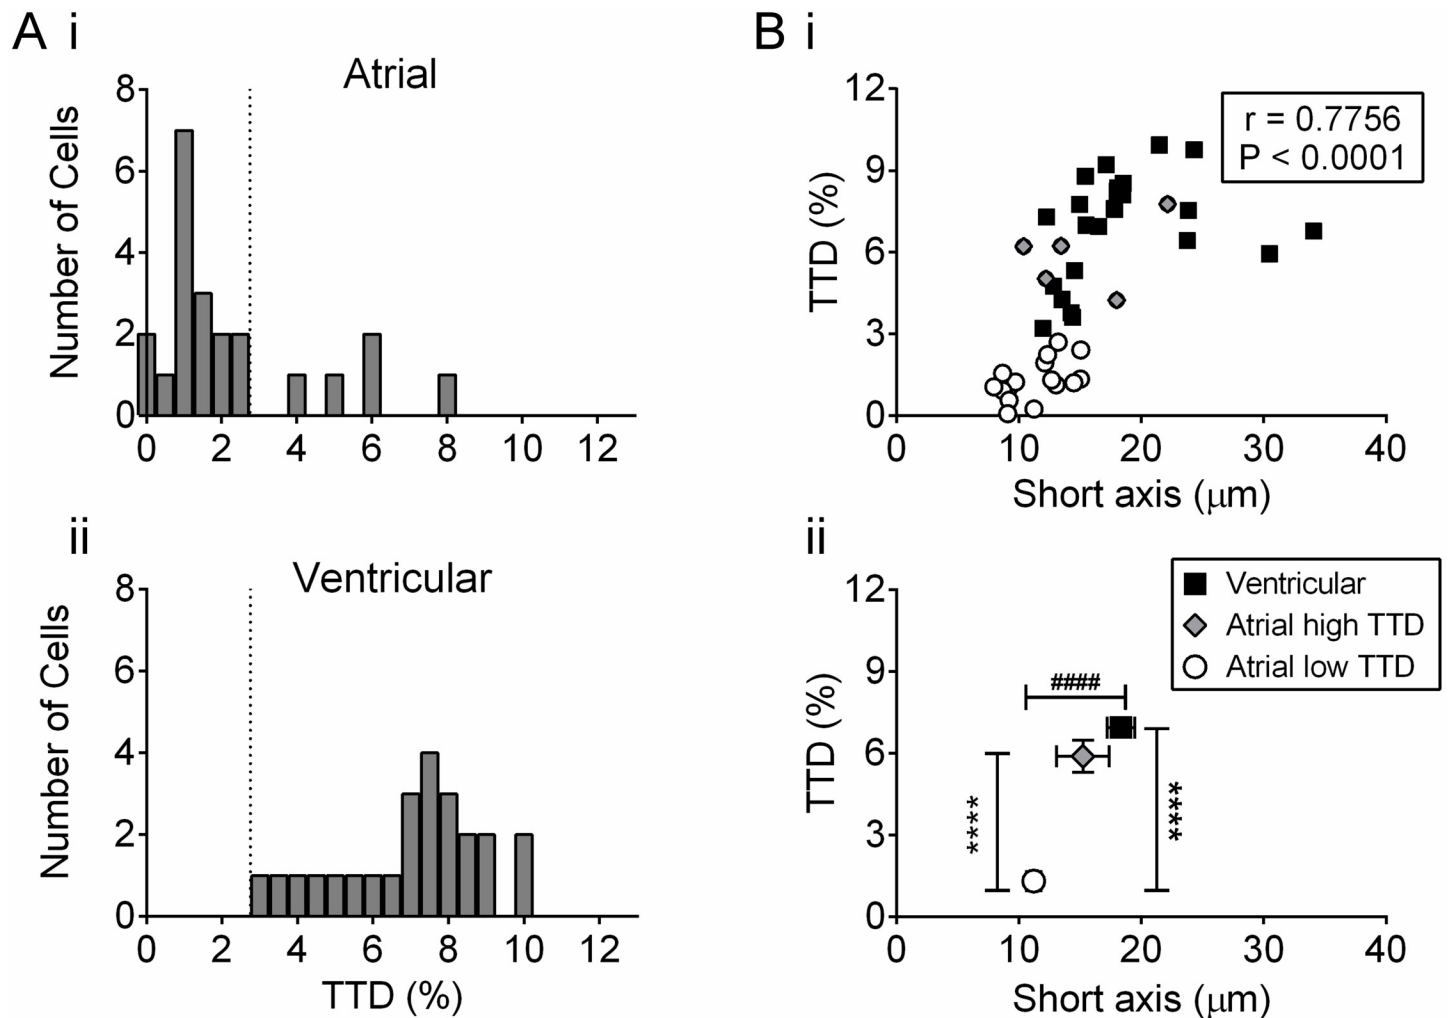 A i
Atrial
Number of Cells
8
6
4
2
0
0 2 4 6 8 10 12
ii
Ventricular
Number of Cells
8
6
4
2
0
0 2 4 6 8 10 12
TTD (%)
B i
TTD (%)
12
9
6
3
0
r = 0.7756
P < 0.0001
0 10 20 30 40
Short axis (μm)
ii
TTD (%)
12
9
6
3
0
Ventricular
Atrial high TTD
Atrial low TTD
####
****
****
0 10 20 30 40
Short axis (μm)